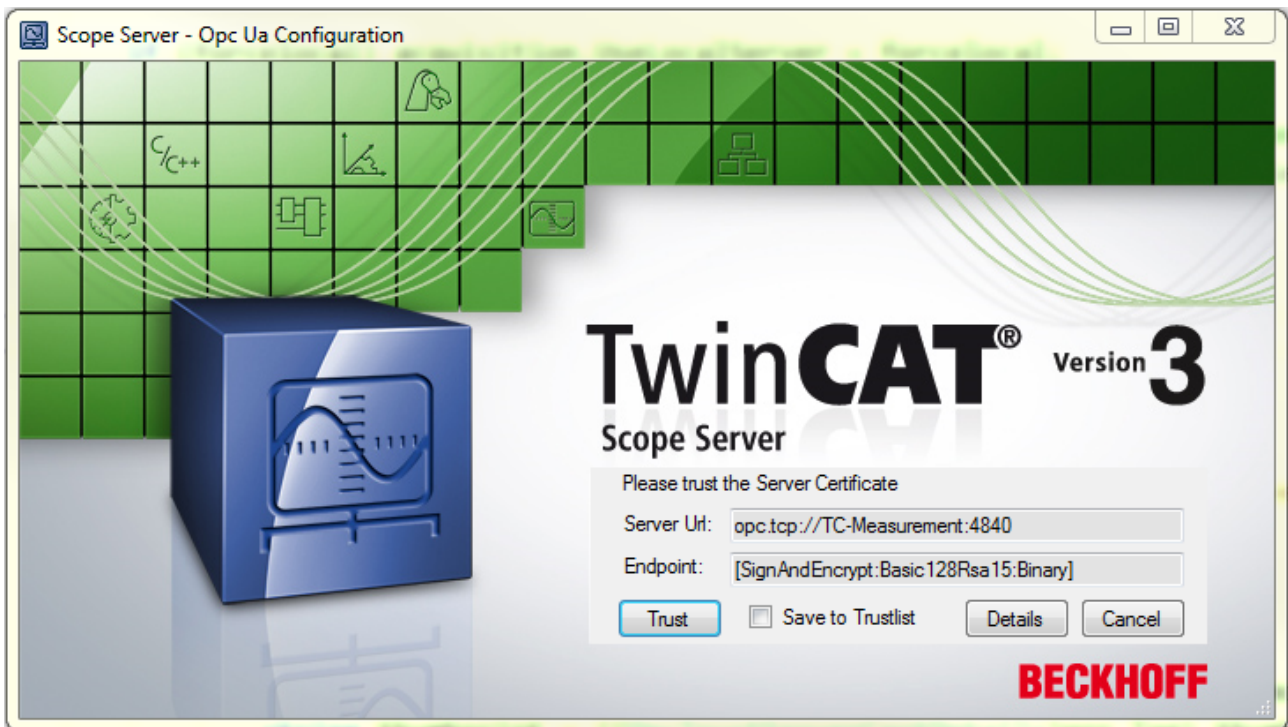 Scope Server - Opc Ua Configuration
C/C++
TwinCAT® Version 3
Scope Server
Please trust the Server Certificate
Server Url: opc.tcp://TC-Measurement:4840
Endpoint: [SignAndEncrypt:Basic128Rsa15:Binary]
Trust Save to Trustlist Details Cancel
BECKHOFF